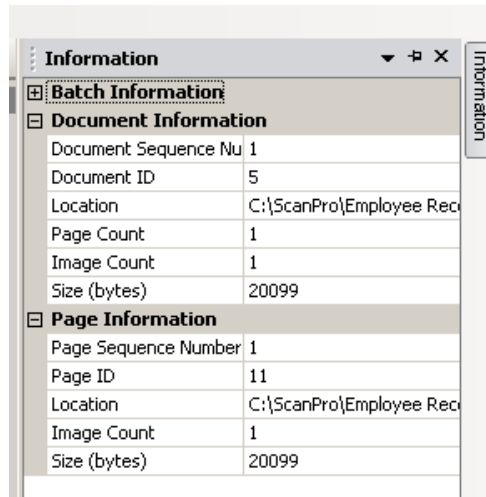 Information
Information
Batch Information
Document Information
Document Sequence Nu 1
Document ID 5
Location C:\ScanPro\Employee Reco
Page Count 1
Image Count 1
Size (bytes) 20099
Page Information
Page Sequence Number 1
Page ID 11
Location C:\ScanPro\Employee Reco
Image Count 1
Size (bytes) 20099